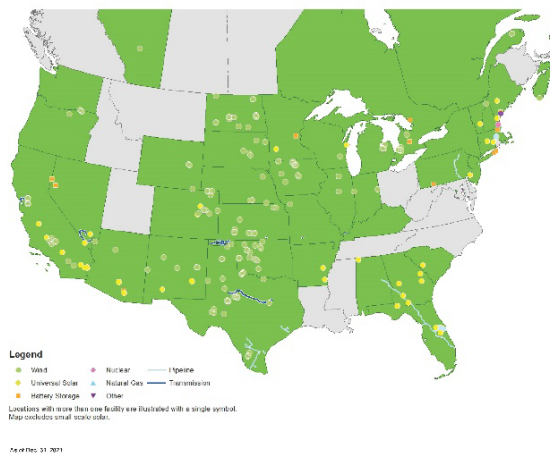 Legend
Wind
Nuclear
Pipeline
Universal Solar
Natural Gas
Transmission
Battery Storage
Other
Locations with more than one facility are illustrated with a single symbol.
Map excludes small scale solar.
As of Dec. 31, 2021